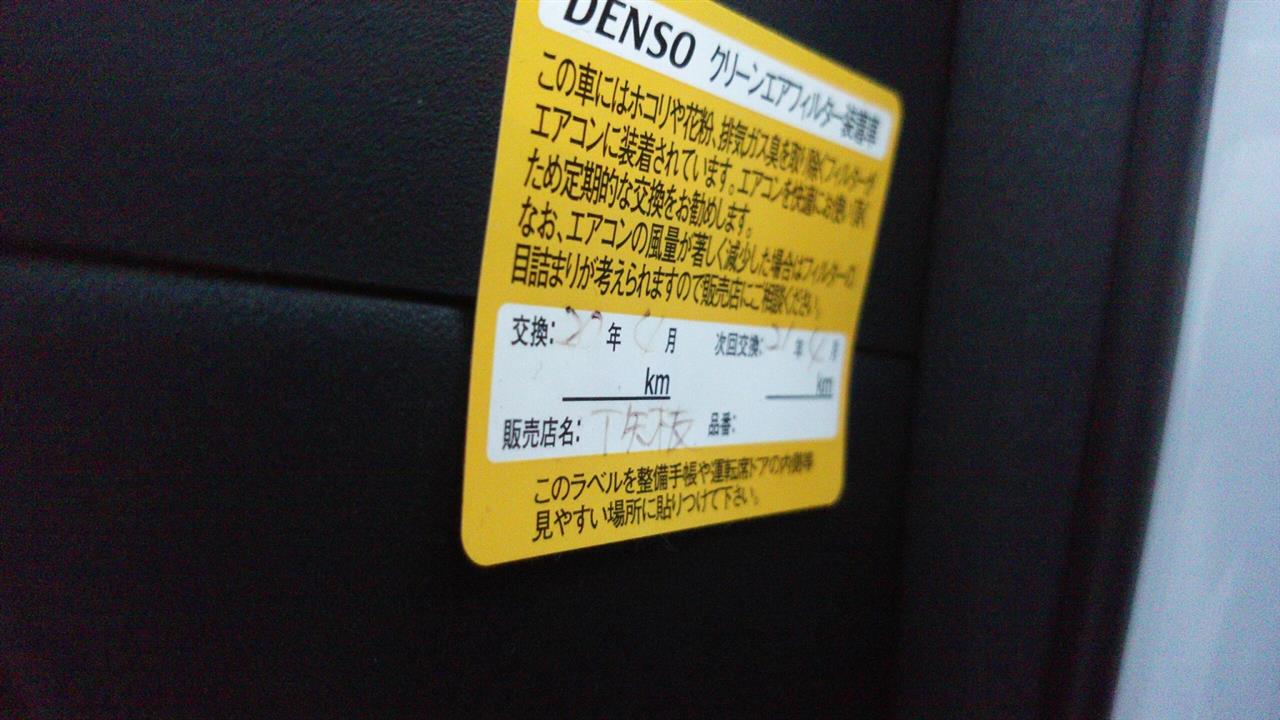 DENSO クリーンエアフィルター装着車
この車にはホコリや花粉、排気ガス臭を取り除くフィルターが
エアコンに装着されています。エアコンを快適にお使い頂く
ため定期的な交換をお勧めします。
なお、エアコンの風量が著しく減少した場合はフィルターの
目詰まりが考えられますので販売店にご相談ください。
交換: 年 月 次回交換: 21年 月
km km
販売店名: 矢板 品番:
このラベルを整備手帳や運転席ドアの内側等
見やすい場所に貼りつけて下さい。